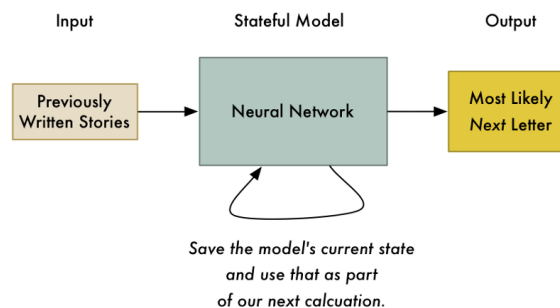 Input
Stateful Model
Output
Previously
Written Stories
Neural Network
Most Likely
Next Letter
Save the model's current state
and use that as part
of our next calcuation.